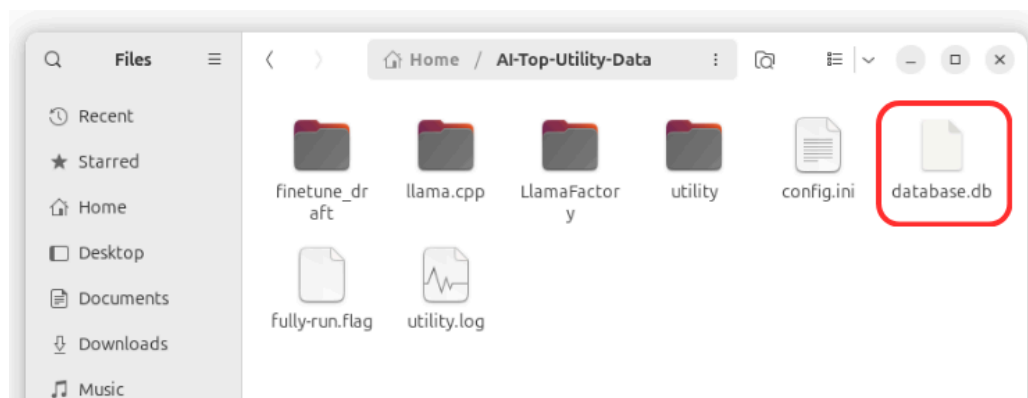 Files
Home / AI-Top-Utility-Data
Recent
Starred
Home
Desktop
Documents
Downloads
Music
finetune_dr
aft
llama.cpp
LlamaFactor
y
utility
config.ini
database.db
fully-run.flag
utility.log